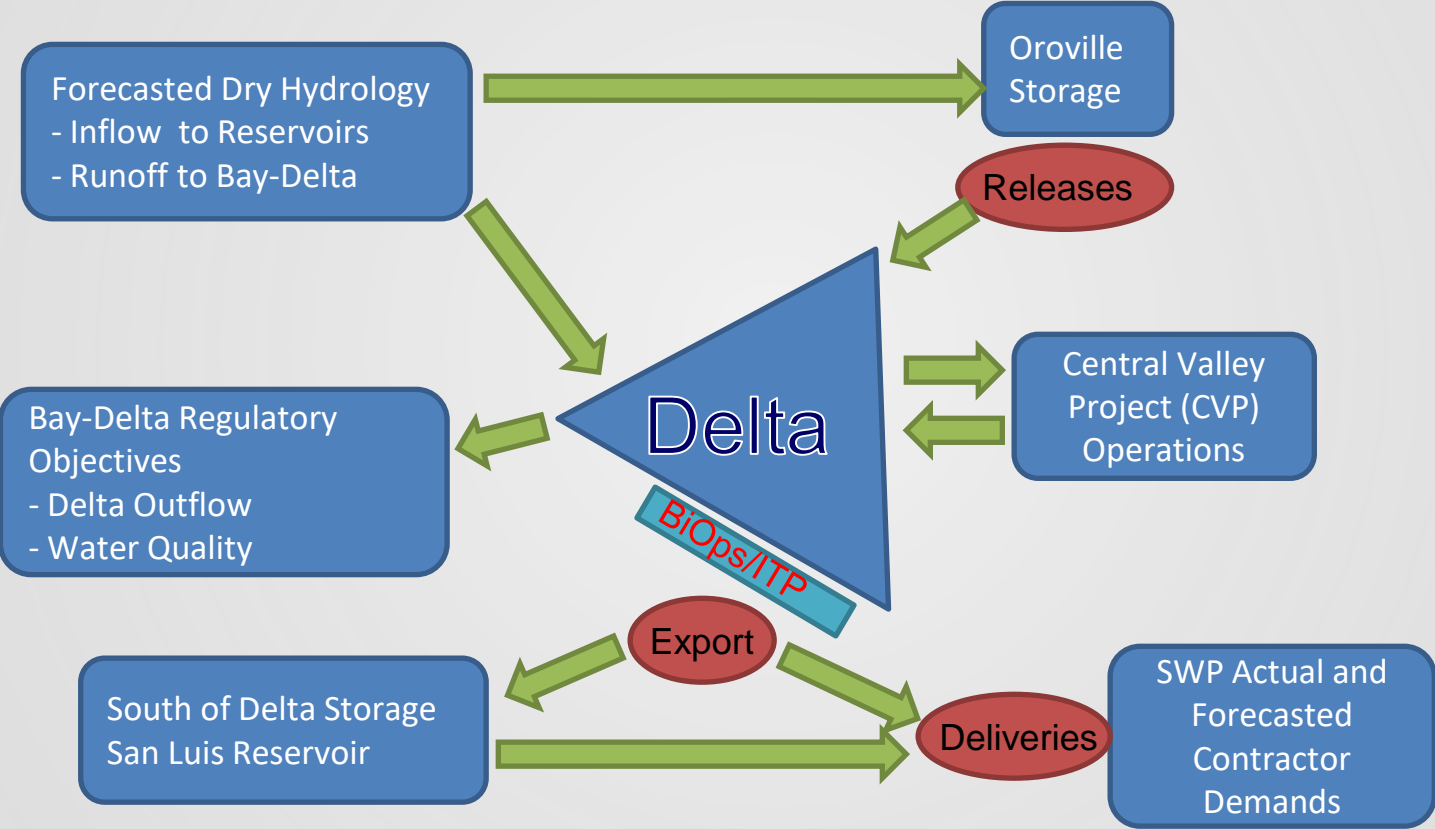 Forecasted Dry Hydrology
- Inflow to Reservoirs
- Runoff to Bay-Delta
Oroville
Storage
Releases
Delta
Central Valley
Project (CVP)
Operations
Bay-Delta Regulatory
Objectives
- Delta Outflow
- Water Quality
BiOps/ITP
Export
South of Delta Storage
San Luis Reservoir
Deliveries
SWP Actual and
Forecasted
Contractor
Demands